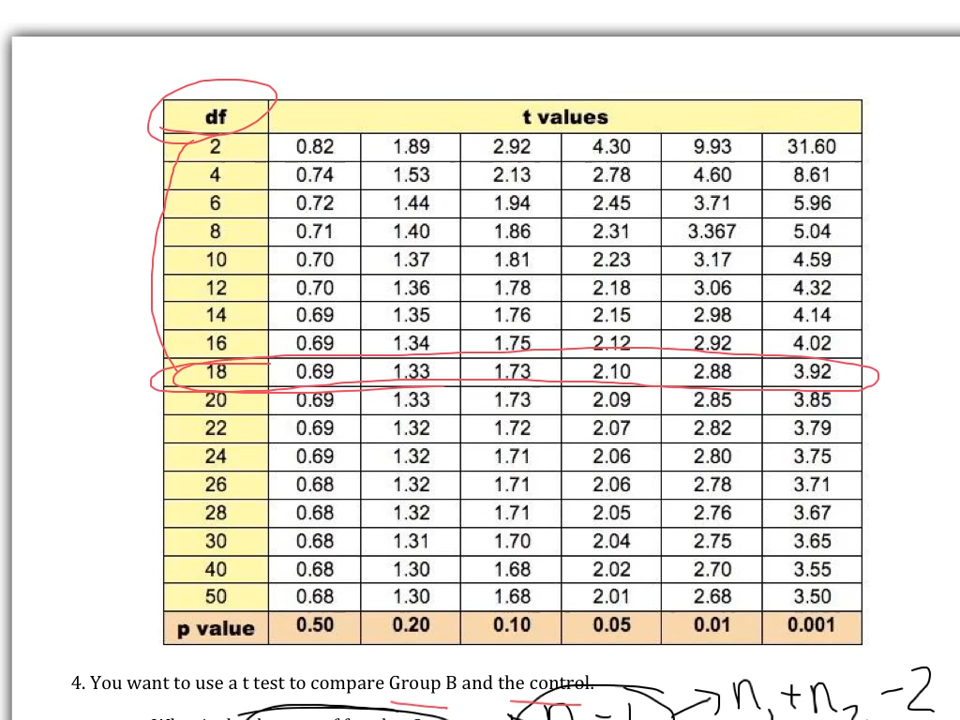 df t values
2 0.82 1.89 2.92 4.30 9.93 31.60
4 0.74 1.53 2.13 2.78 4.60 8.61
6 0.72 1.44 1.94 2.45 3.71 5.96
8 0.71 1.40 1.86 2.31 3.367 5.04
10 0.70 1.37 1.81 2.23 3.17 4.59
12 0.70 1.36 1.78 2.18 3.06 4.32
14 0.69 1.35 1.76 2.15 2.98 4.14
16 0.69 1.34 1.75 2.12 2.92 4.02
18 0.69 1.33 1.73 2.10 2.88 3.92
20 0.69 1.33 1.73 2.09 2.85 3.85
22 0.69 1.32 1.72 2.07 2.82 3.79
24 0.69 1.32 1.71 2.06 2.80 3.75
26 0.68 1.32 1.71 2.06 2.78 3.71
28 0.68 1.32 1.71 2.05 2.76 3.67
30 0.68 1.31 1.70 2.04 2.75 3.65
40 0.68 1.30 1.68 2.02 2.70 3.55
50 0.68 1.30 1.68 2.01 2.68 3.50
p value 0.50 0.20 0.10 0.05 0.01 0.001
4. You want to use a t test to compare Group B and the control.
n1 + n2 - 2